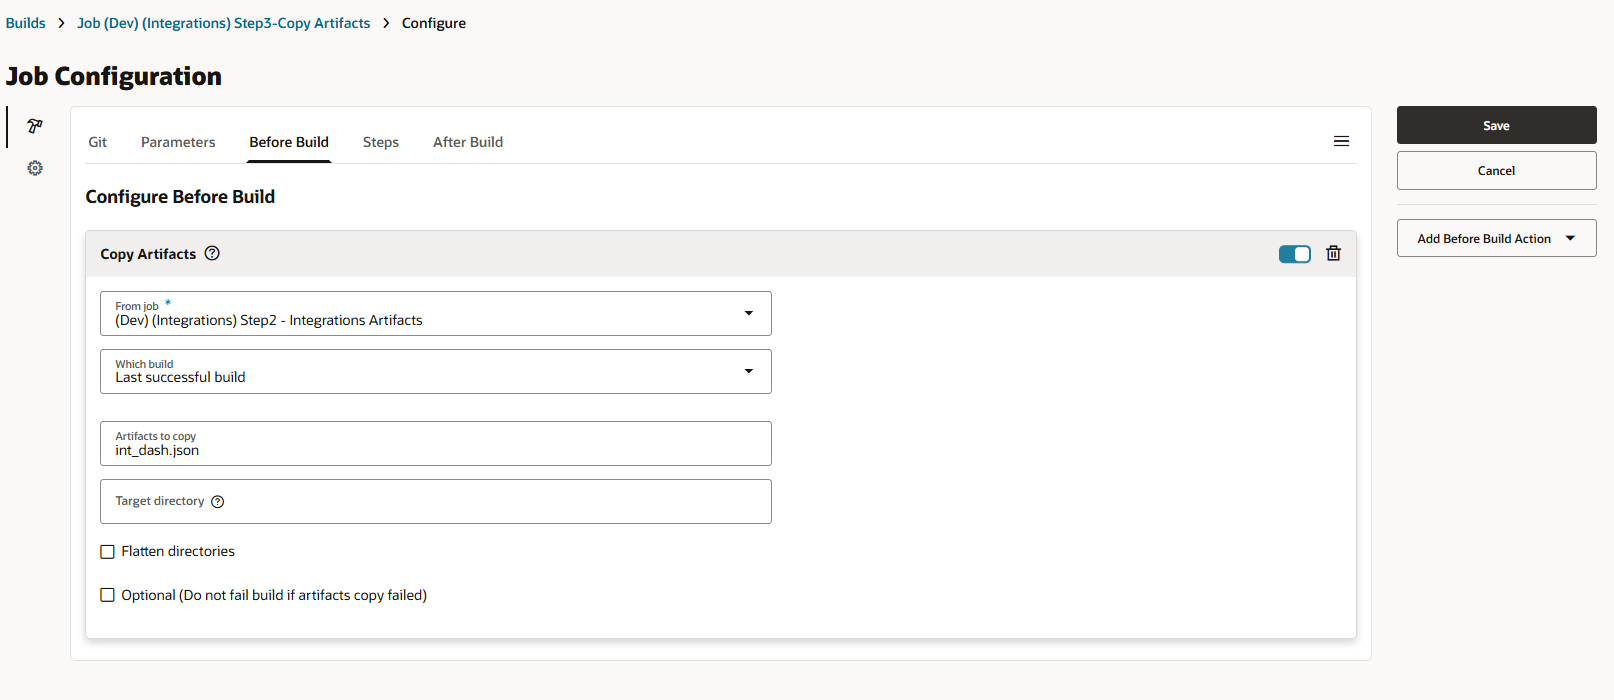 Builds > Job (Dev) (Integrations) Step3-Copy Artifacts > Configure
Job Configuration
Git Parameters Before Build Steps After Build
Save
Cancel
Add Before Build Action
Configure Before Build
Copy Artifacts
From job *
(Dev) (Integrations) Step2 - Integrations Artifacts
Which build
Last successful build
Artifacts to copy
int_dash.json
Target directory
Flatten directories
Optional (Do not fail build if artifacts copy failed)